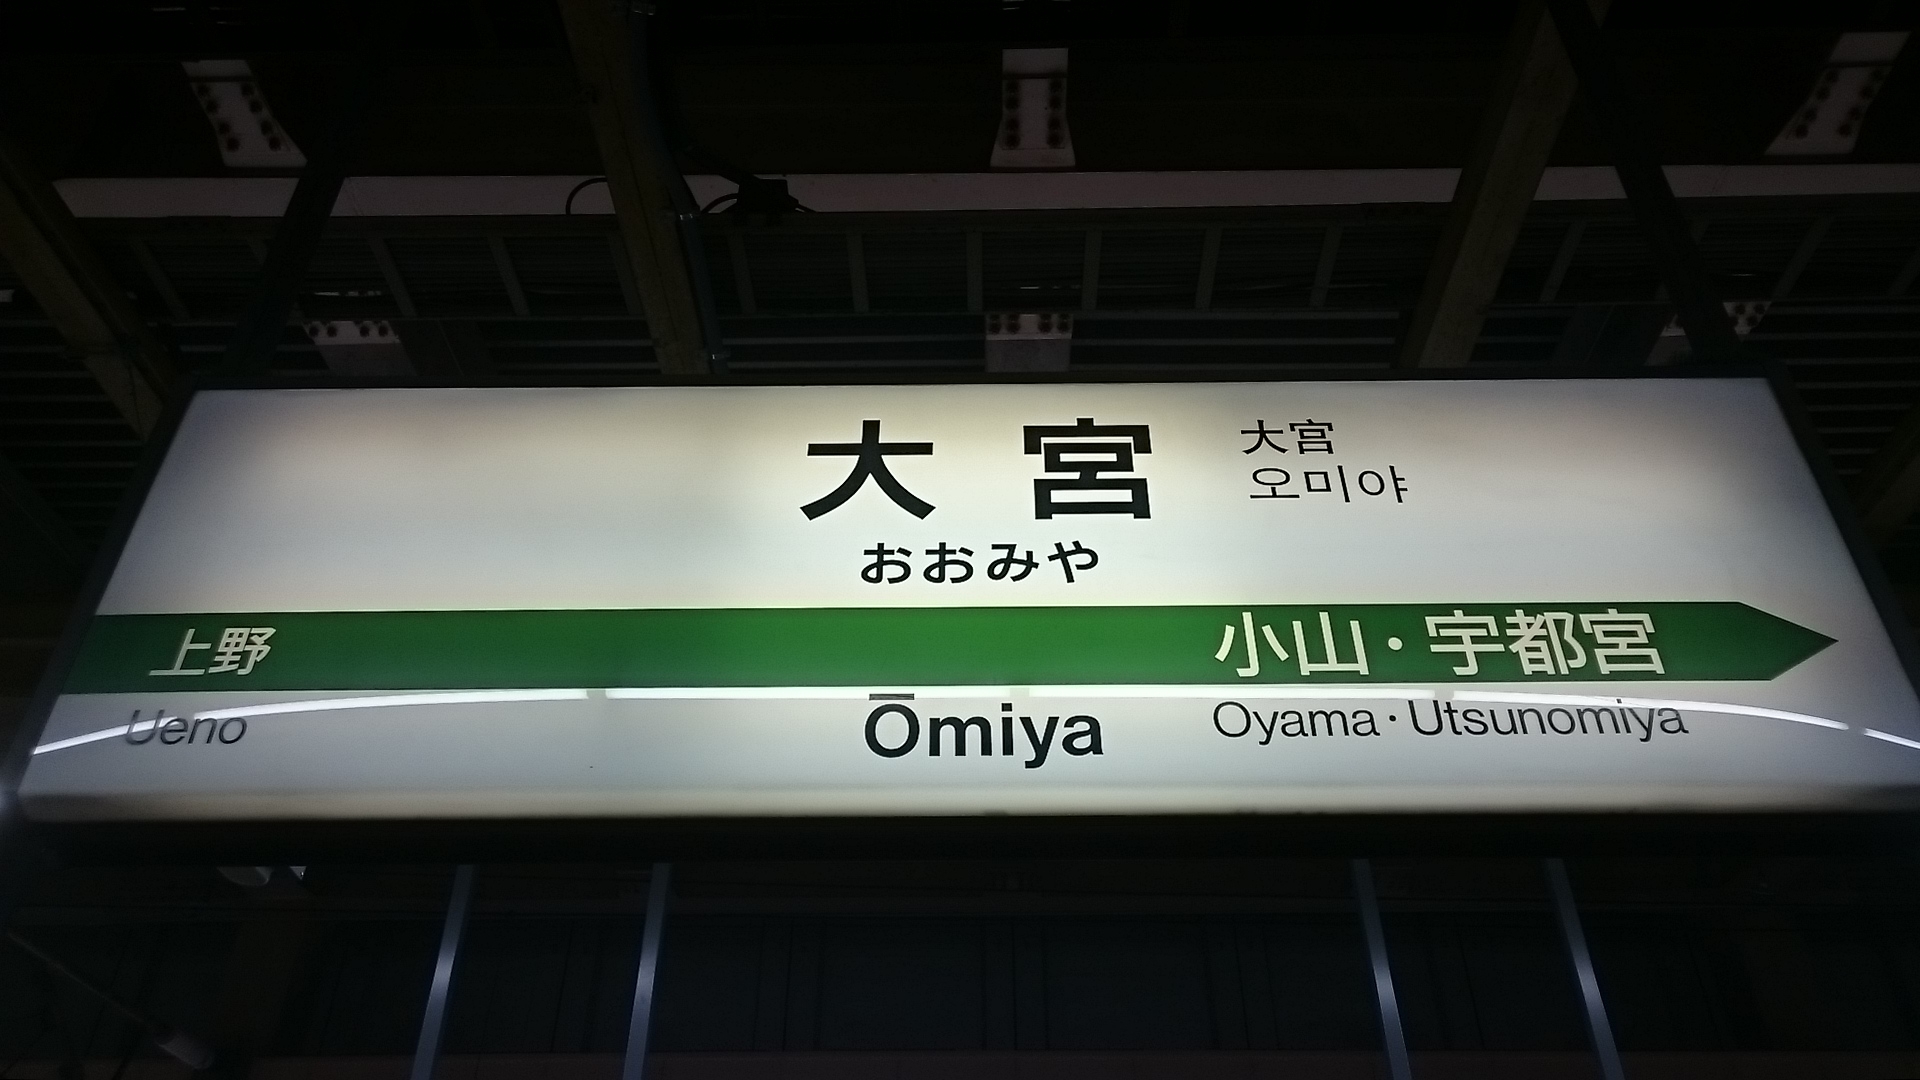 大宮
大宫
오미야
おおみや
上野
小山・宇都宮
Ueno
Ōmiya
Oyama・Utsunomiya